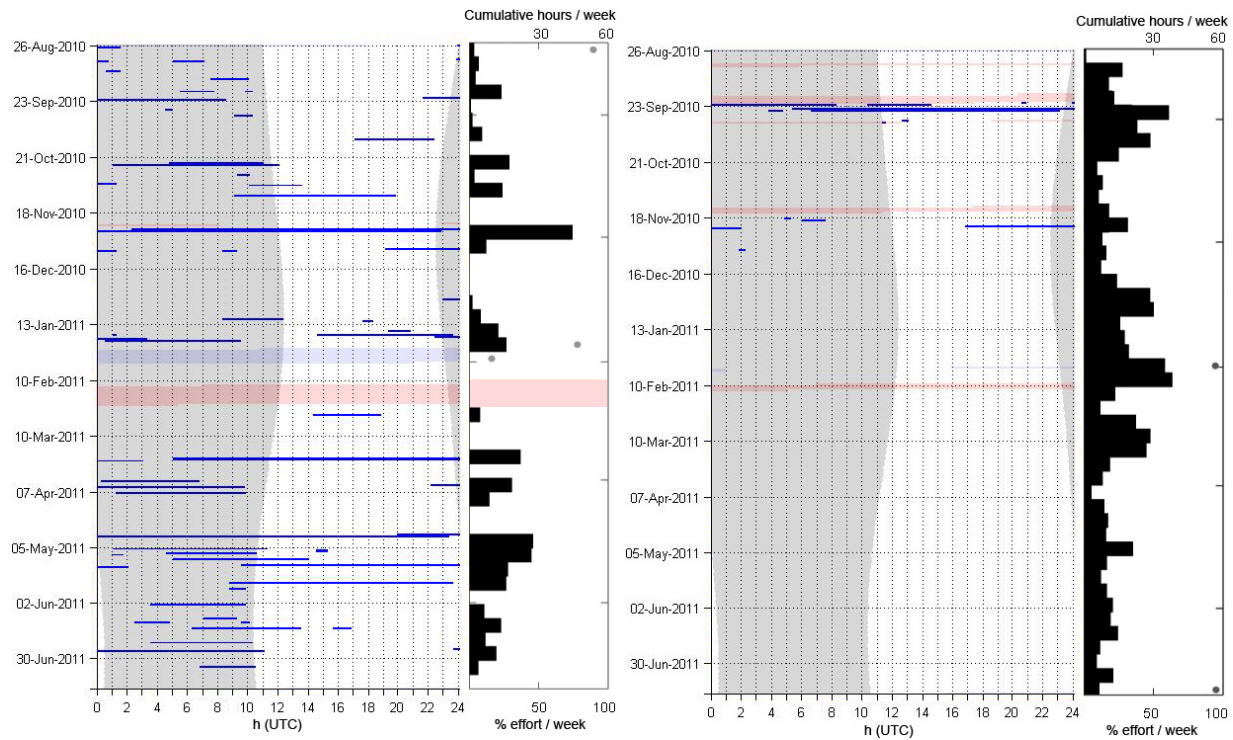 Cumulative hours / week
30 60
26-Aug-2010
23-Sep-2010
21-Oct-2010
18-Nov-2010
16-Dec-2010
13-Jan-2011
10-Feb-2011
10-Mar-2011
07-Apr-2011
05-May-2011
02-Jun-2011
30-Jun-2011
0 2 4 6 8 10 12 14 16 18 20 22 24
h (UTC)
50 100
% effort / week
Cumulative hours / week
30 60
26-Aug-2010
23-Sep-2010
21-Oct-2010
18-Nov-2010
16-Dec-2010
13-Jan-2011
10-Feb-2011
10-Mar-2011
07-Apr-2011
05-May-2011
02-Jun-2011
30-Jun-2011
0 2 4 6 8 10 12 14 16 18 20 22 24
h (UTC)
50 100
% effort / week